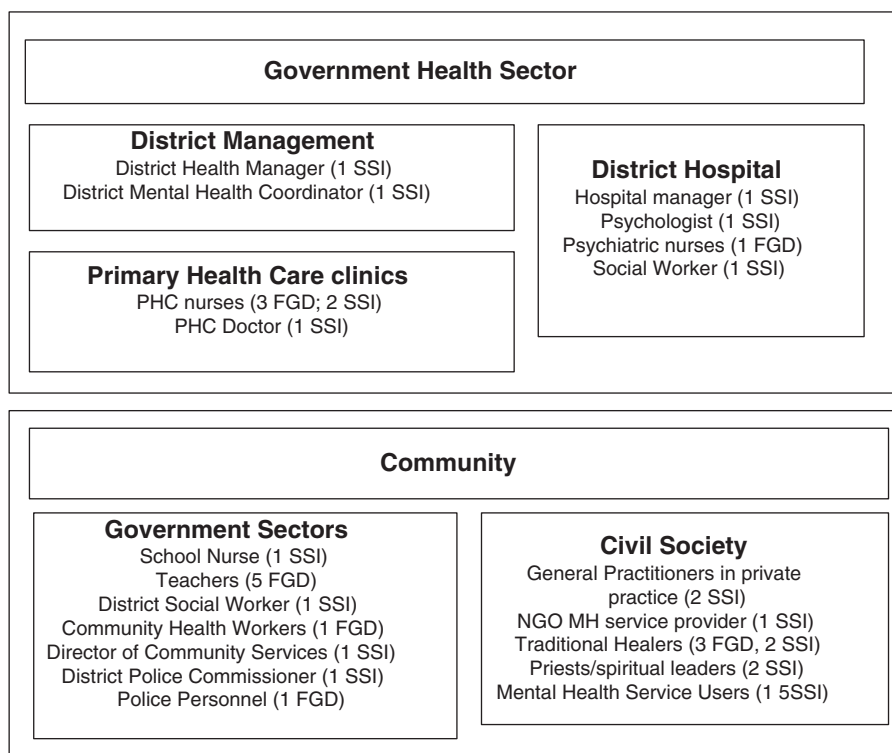 Government Health Sector
District Management
District Health Manager (1 SSI)
District Mental Health Coordinator (1 SSI)
Primary Health Care clinics
PHC nurses (3 FGD; 2 SSI)
PHC Doctor (1 SSI)
District Hospital
Hospital manager (1 SSI)
Psychologist (1 SSI)
Psychiatric nurses (1 FGD)
Social Worker (1 SSI)
Community
Government Sectors
School Nurse (1 SSI)
Teachers (5 FGD)
District Social Worker (1 SSI)
Community Health Workers (1 FGD)
Director of Community Services (1 SSI)
District Police Commissioner (1 SSI)
Police Personnel (1 FGD)
Civil Society
General Practitioners in private
practice (2 SSI)
NGO MH service provider (1 SSI)
Traditional Healers (3 FGD, 2 SSI)
Priests/spiritual leaders (2 SSI)
Mental Health Service Users (1 5SSI)